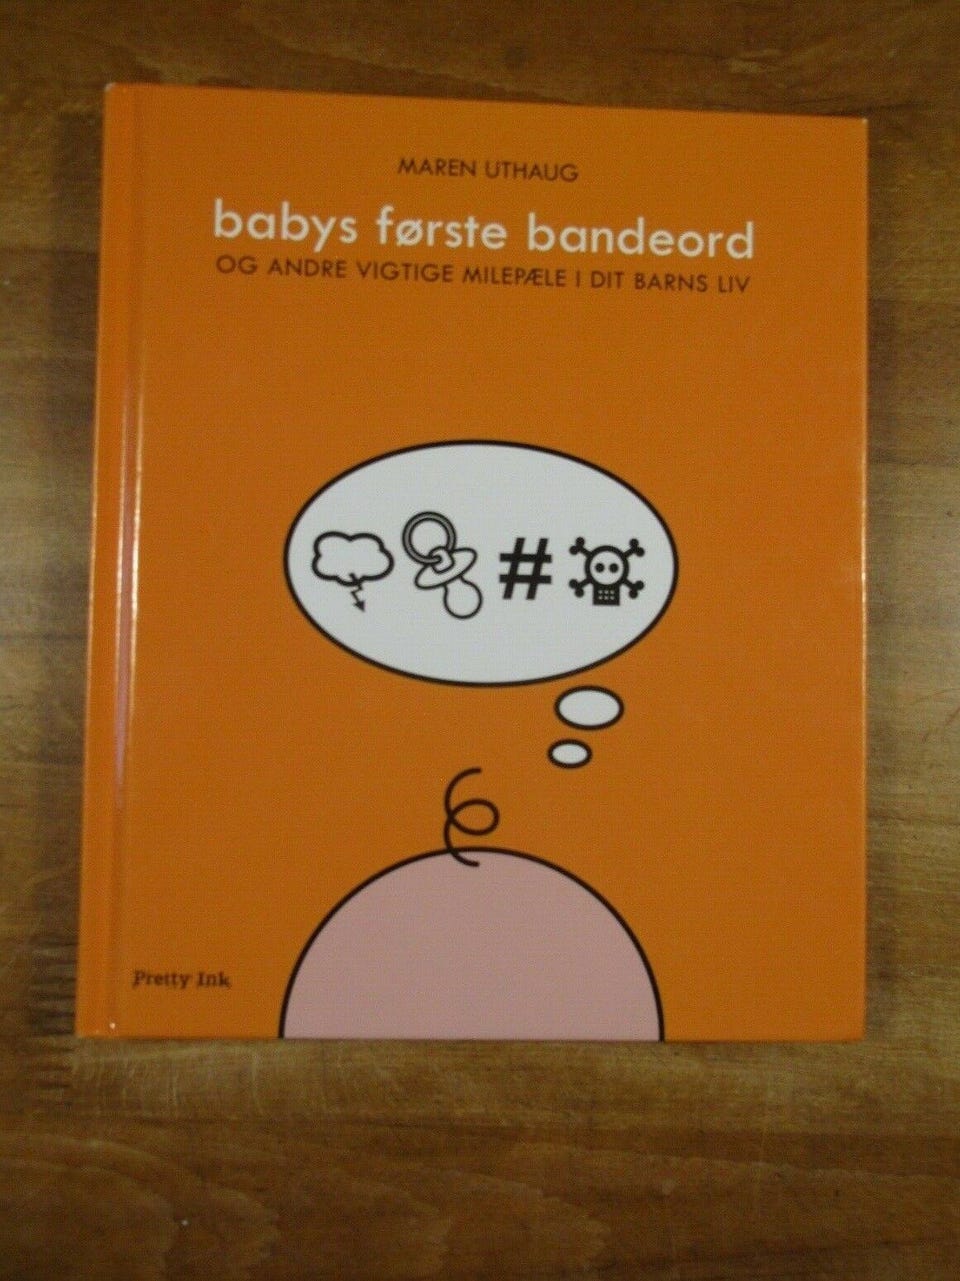 MAREN UTHAUG
babys første bandeord
OG ANDRE VIGTIGE MILEPÆLE I DIT BARNS LIV
#
Pretty Ink